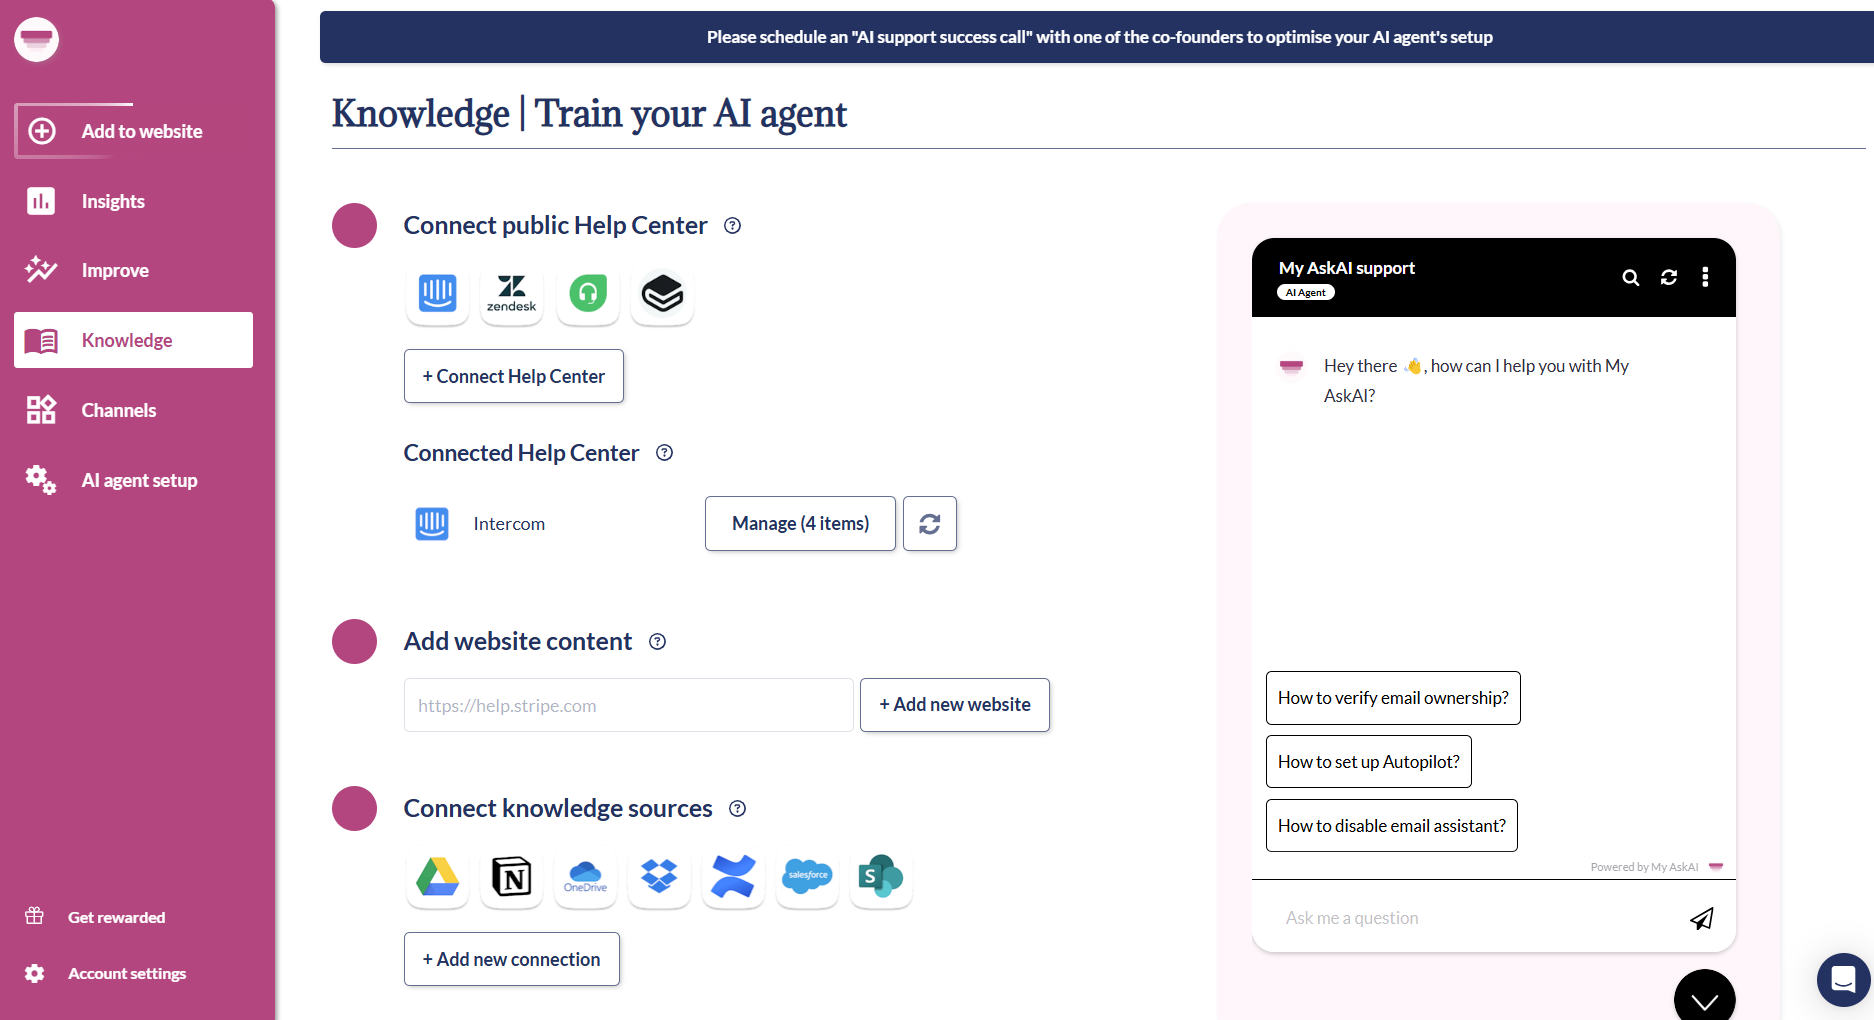 Please schedule an "AI support success call" with one of the co-founders to optimise your AI agent's setup
Add to website
Insights
Improve
Knowledge
Channels
AI agent setup
Get rewarded
Account settings
Knowledge | Train your AI agent
Connect public Help Center
zendesk
+ Connect Help Center
Connected Help Center
Intercom
Manage (4 items)
Add website content
https://help.stripe.com
+ Add new website
Connect knowledge sources
N
OneDrive
salesforce
S
+ Add new connection
My AskAI support
AI Agent
Hey there 👋, how can I help you with My
AskAI?
How to verify email ownership?
How to set up Autopilot?
How to disable email assistant?
Powered by My AskAI
Ask me a question